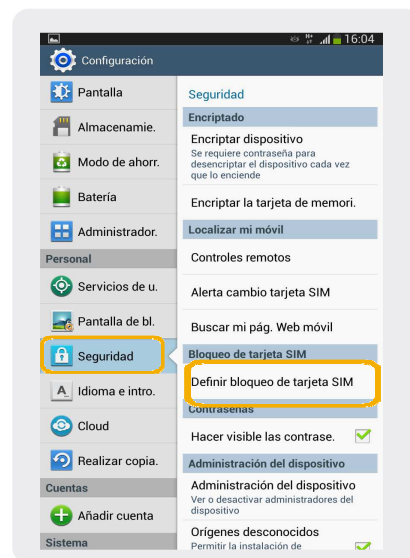 16:04
Configuración
Pantalla
Almacenamie.
Modo de ahorr.
Batería
Administrador.
Personal
Servicios de u.
Pantalla de bl.
Seguridad
Idioma e intro.
Cloud
Realizar copia.
Cuentas
Añadir cuenta
Sistema
Seguridad
Encriptado
Encriptar dispositivo
Se requiere contraseña para
desencriptar el dispositivo cada vez
que lo enciende
Encriptar la tarjeta de memori.
Localizar mi móvil
Controles remotos
Alerta cambio tarjeta SIM
Buscar mi pág. Web móvil
Bloqueo de tarjeta SIM
Definir bloqueo de tarjeta SIM
Contraseñas
Hacer visible las contrase.
Administración del dispositivo
Administración del dispositivo
Ver o desactivar administradores del
dispositivo
Orígenes desconocidos
Permitir la instalación de